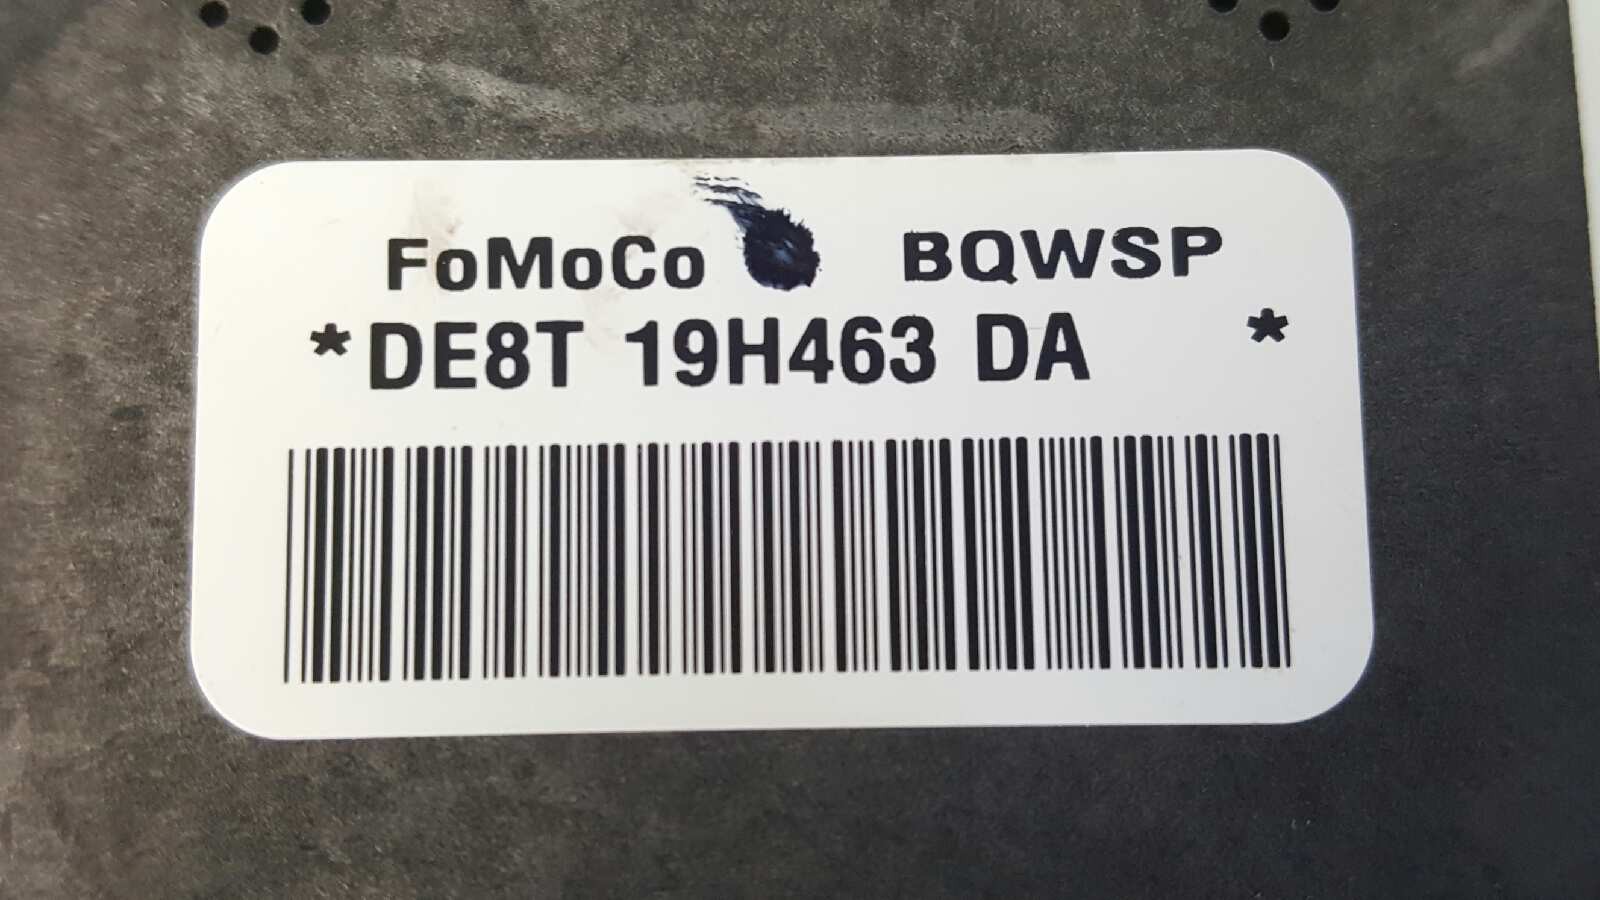 FoMoCo BQWSP
*DE8T 19H463 DA *